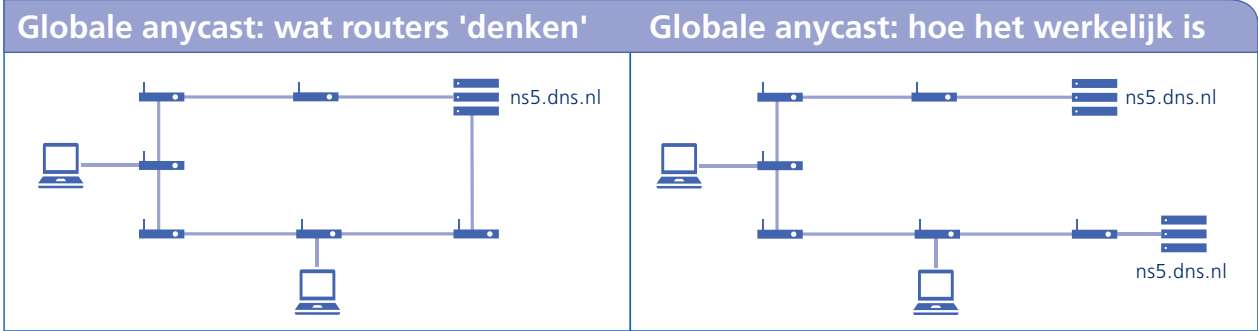 Globale anycast: wat routers 'denken'
Globale anycast: hoe het werkelijk is
ns5.dns.nl
ns5.dns.nl
ns5.dns.nl